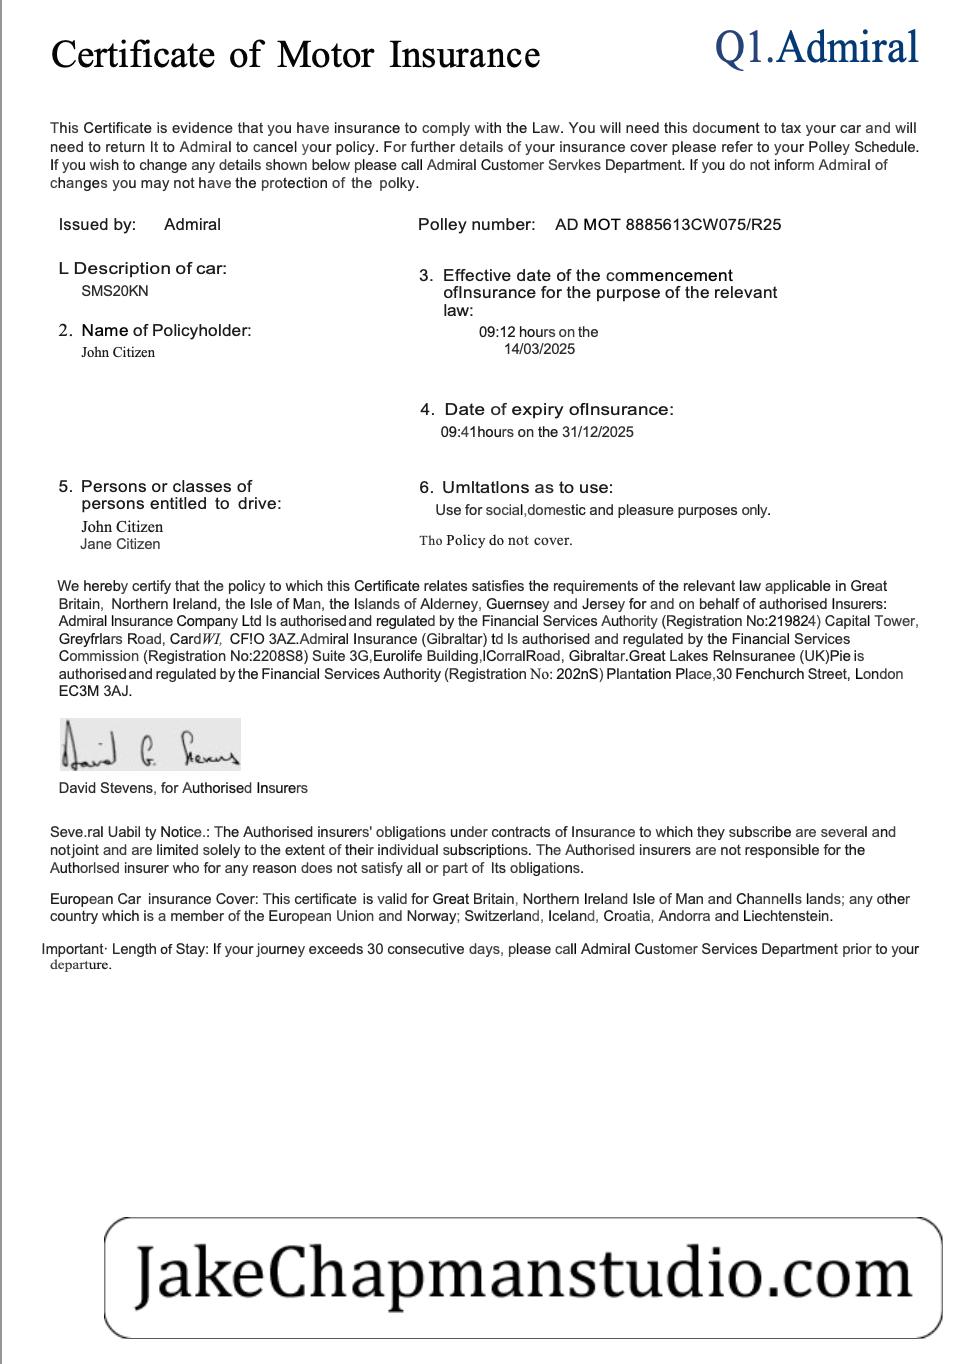 Certificate of Motor Insurance
Q1.Admiral
This Certificate is evidence that you have insurance to comply with the Law. You will need this document to tax your car and will
need to return It to Admiral to cancel your policy. For further details of your insurance cover please refer to your Polley Schedule.
If you wish to change any details shown below please call Admiral Customer Servkes Department. If you do not inform Admiral of
changes you may not have the protection of the polky.
Issued by: Admiral
Polley number: AD MOT 8885613CW075/R25
L Description of car:
SMS20KN
2. Name of Policyholder:
John Citizen
3. Effective date of the commencement
ofInsurance for the purpose of the relevant
law:
09:12 hours on the
14/03/2025
4. Date of expiry ofInsurance:
09:41hours on the 31/12/2025
5. Persons or classes of
persons entitled to drive:
John Citizen
Jane Citizen
6. UmItatIons as to use:
Use for social,domestic and pleasure purposes only.
Tho Policy do not cover.
We hereby certify that the policy to which this Certificate relates satisfies the requirements of the relevant law applicable in Great
Britain, Northern Ireland, the Isle of Man, the Islands of Alderney, Guernsey and Jersey for and on behalf of authorised Insurers:
Admiral Insurance Company Ltd Is authorised and regulated by the Financial Services Authority (Registration No:219824) Capital Tower,
GreyfrIars Road, CardWI, CF!O 3AZ.Admiral Insurance (Gibraltar) td Is authorised and regulated by the Financial Services
Commission (Registration No:2208S8) Suite 3G,Eurolife Building,lCorralRoad, Gibraltar.Great Lakes ReInsuranee (UK)Pie is
authorised and regulated by the Financial Services Authority (Registration No: 202nS) Plantation Place,30 Fenchurch Street, London
EC3M 3AJ.
David G. Stevens
David Stevens, for Authorised Insurers
Seve.ral Uabil ty Notice.: The Authorised insurers' obligations under contracts of Insurance to which they subscribe are several and
notjoint and are limited solely to the extent of their individual subscriptions. The Authorised insurers are not responsible for the
AuthorIsed insurer who for any reason does not satisfy all or part of Its obligations.
European Car insurance Cover: This certificate is valid for Great Britain, Northern Ireland Isle of Man and ChannelIs lands; any other
country which is a member of the European Union and Norway; Switzerland, Iceland, Croatia, Andorra and Liechtenstein.
Important· Length of Stay: If your journey exceeds 30 consecutive days, please call Admiral Customer Services Department prior to your
departure.
JakeChapmanstudio.com